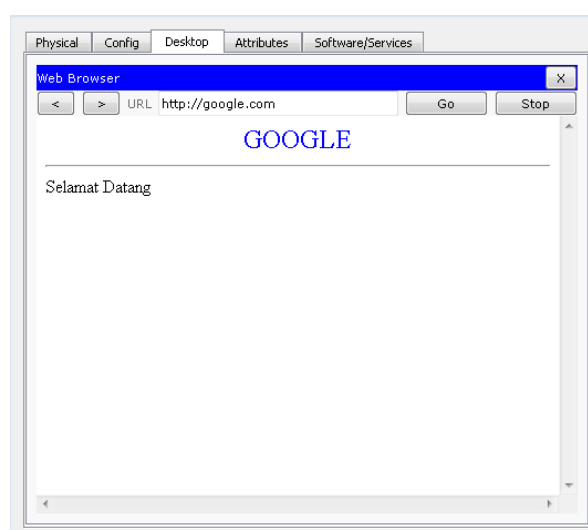 Physical Config Desktop Attributes Software/Services
Web Browser X
< > URL http://google.com Go Stop
GOOGLE
Selamat Datang